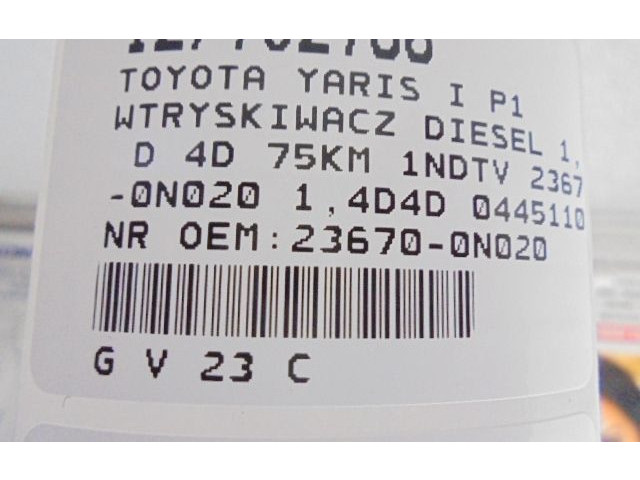 TOYOTA YARIS I P1
WTRYSKIWACZ DIESEL 1,
D 4D 75KM 1NDTV 2367
-0N020 1,4D4D 0445110
NR OEM:23670-0N020
G V 23 C